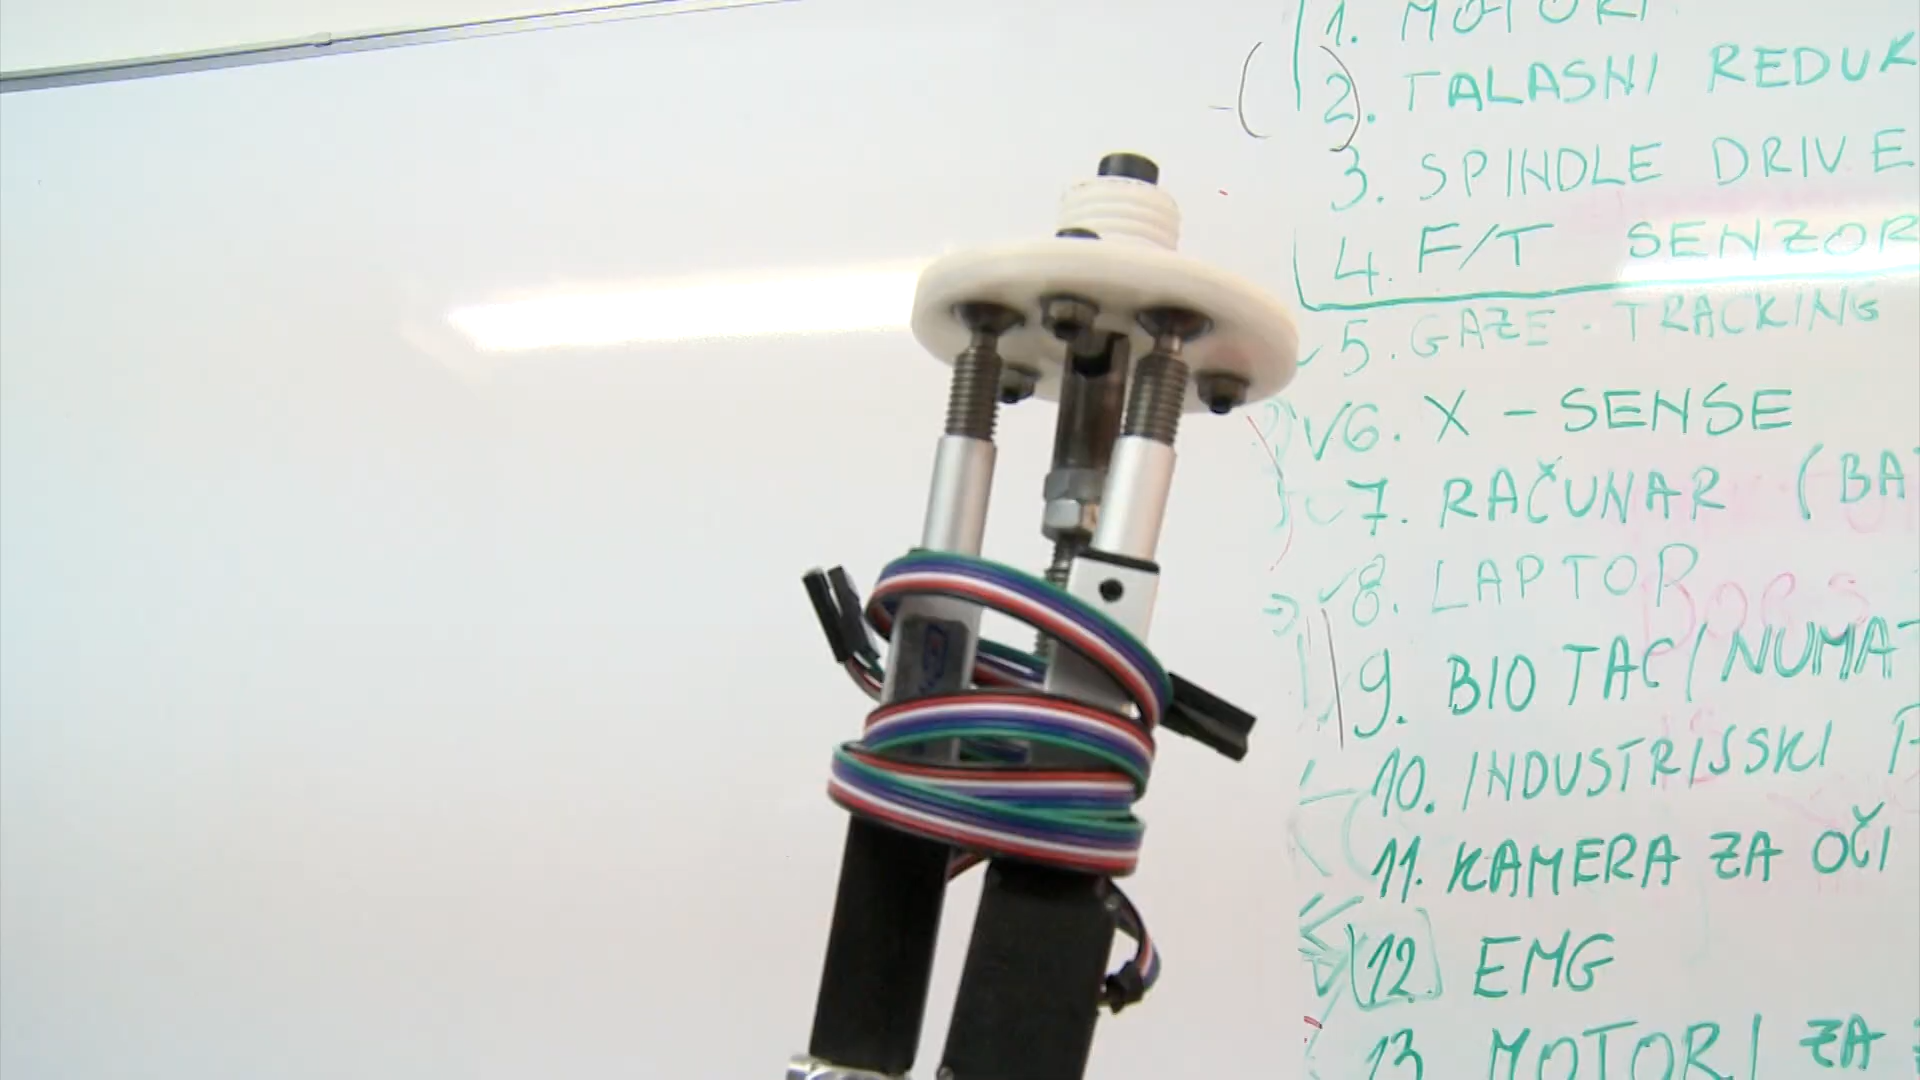 1. MOTORI
2. TALASNI REDUK
3. SPINDLE DRIVE
4. F/T SENZOR
5. GAZE - TRACKING
6. X - SENSE
7. RAČUNAR (BA
8. LAPTOP
9. BIO TAC / NUMA
10. INDUSTRIJSKI
11. KAMERA ZA OČI
12. EMG
13 MOTORI ZA